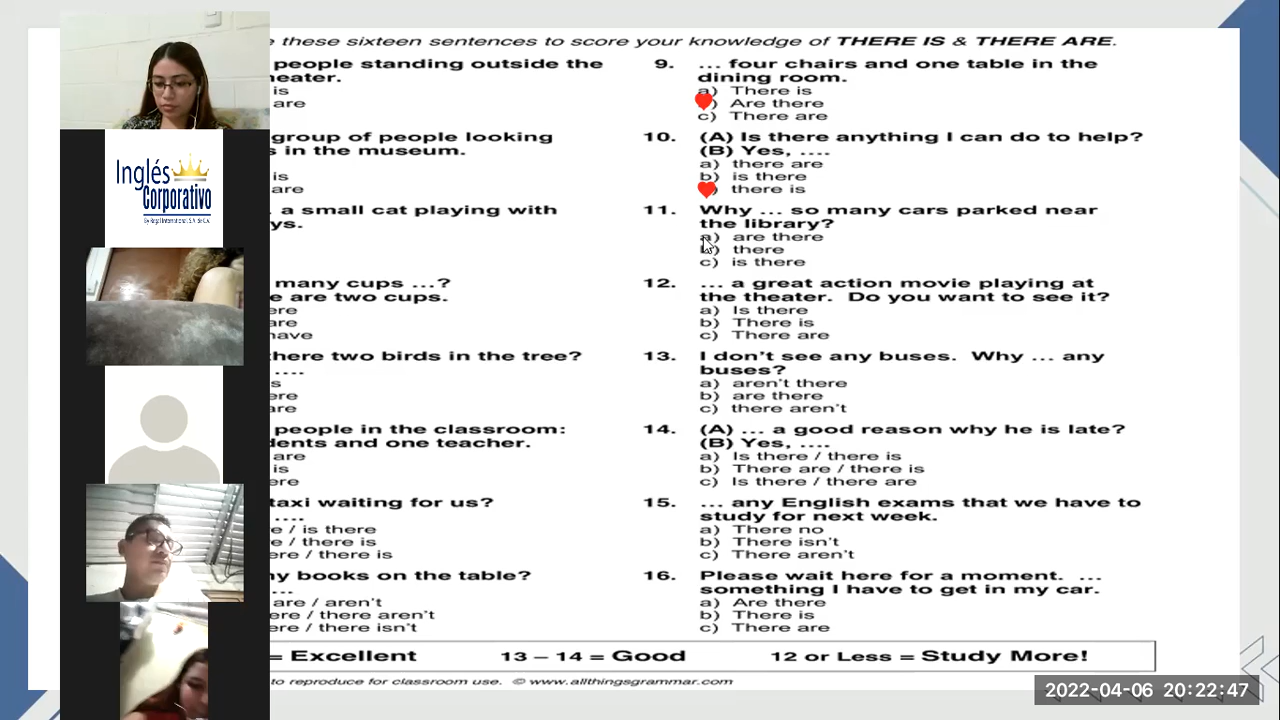 e these sixteen sentences to score your knowledge of THERE IS & THERE ARE.
people standing outside the
heater.
is
are
group of people looking
s in the museum.
is
are
a small cat playing with
ys.
many cups ...?
e are two cups.
ere
are
have
there two birds in the tree?
....
s
ere
are
people in the classroom:
dents and one teacher.
are
is
ere
taxi waiting for us?
....
e / is there
e / there is
ere / there is
ny books on the table?
...
are / aren't
ere / there aren't
ere / there isn't
9. ... four chairs and one table in the
dining room.
a) There is
) Are there
c) There are
10. (A) Is there anything I can do to help?
(B) Yes, ....
a) there are
b) is there
) there is
11. Why ... so many cars parked near
the library?
a) are there
b) there
c) is there
12. ... a great action movie playing at
the theater. Do you want to see it?
a) Is there
b) There is
c) There are
13. I don't see any buses. Why ... any
buses?
a) aren't there
b) are there
c) there aren't
14. (A) ... a good reason why he is late?
(B) Yes, ....
a) Is there / there is
b) There are / there is
c) Is there / there are
15. ... any English exams that we have to
study for next week.
a) There no
b) There isn't
c) There aren't
16. Please wait here for a moment. ...
something I have to get in my car.
a) Are there
b) There is
c) There are
= Excellent 13 – 14 = Good 12 or Less = Study More!
to reproduce for classroom use. © www.allthingsgrammar.com
Inglés
Corporativo
By Regal International, S.A. de C.V.
2022-04-06 20:22:47